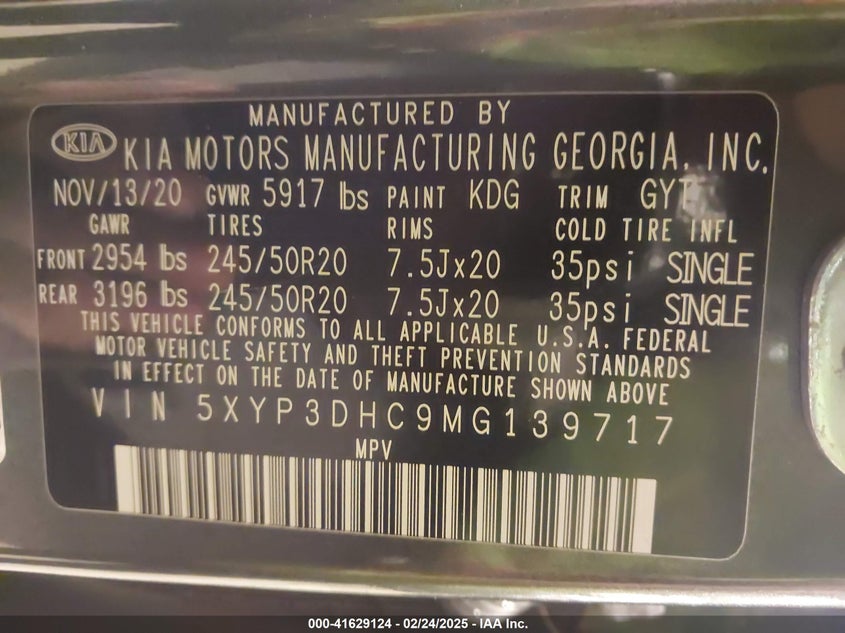 MANUFACTURED BY
KIA KIA MOTORS MANUFACTURING GEORGIA, INC.
NOV/13/20 GVWR 5917 lbs PAINT KDG TRIM GYT
GAWR TIRES RIMS COLD TIRE INFL
FRONT 2954 lbs 245/50R20 7.5Jx20 35psi SINGLE
REAR 3196 lbs 245/50R20 7.5Jx20 35psi SINGLE
THIS VEHICLE CONFORMS TO ALL APPLICABLE U.S.A. FEDERAL
MOTOR VEHICLE SAFETY AND THEFT PREVENTION STANDARDS
IN EFFECT ON THE DATE OF MANUFACTURE SHOWN ABOVE
VIN 5XYP3DHC9MG139717
MPV
000-41629124 - 02/24/2025 - IAA Inc.